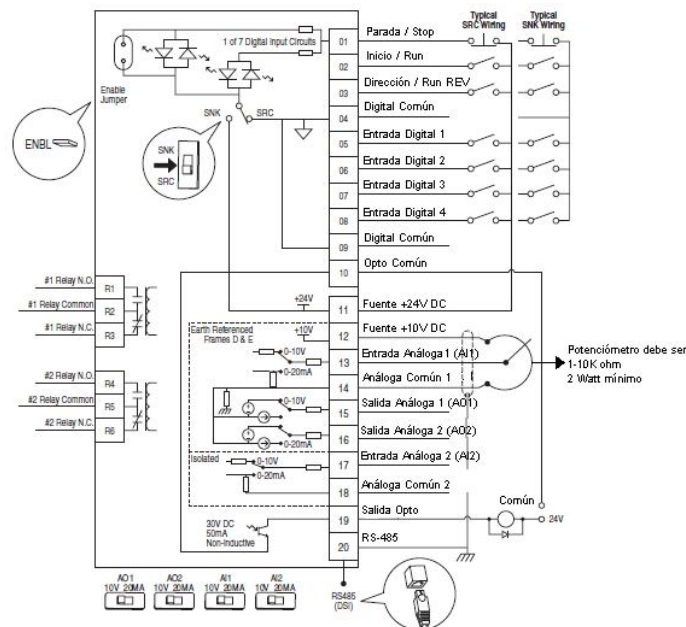 Typical
SRC Wiring
Typical
SNK Wiring
1 of 7 Digital Input Circuits
Enable
Jumper
ENBL
SNK
SRC
SNK
SRC
01 Parada / Stop
02 Inicio / Run
03 Dirección / Run REV
04 Digital Común
05 Entrada Digital 1
06 Entrada Digital 2
07 Entrada Digital 3
08 Entrada Digital 4
09 Digital Común
10 Opto Común
#1 Relay N.O. R1
#1 Relay Common R2
#1 Relay N.C. R3
#2 Relay N.O. R4
#2 Relay Common R5
#2 Relay N.C. R6
+24V 11 Fuente +24V DC
+10V 12 Fuente +10V DC
Earth Referenced
Frames D & E
0-10V
0-20mA
13 Entrada Análoga 1 (AI1)
14 Análoga Común 1
0-10V
15 Salida Análoga 1 (AO1)
16 Salida Análoga 2 (AO2)
0-20mA
Isolated
0-10V
0-20mA
17 Entrada Análoga 2 (AI2)
18 Análoga Común 2
19 Salida Opto
20 RS-485
30V DC
50mA
Non-Inductive
Potenciómetro debe ser
1-10K ohm
2 Watt mínimo
Común
24V
RS485
(DSI)
AO1
10V 20MA
AO2
10V 20MA
AI1
10V 20MA
AI2
10V 20MA